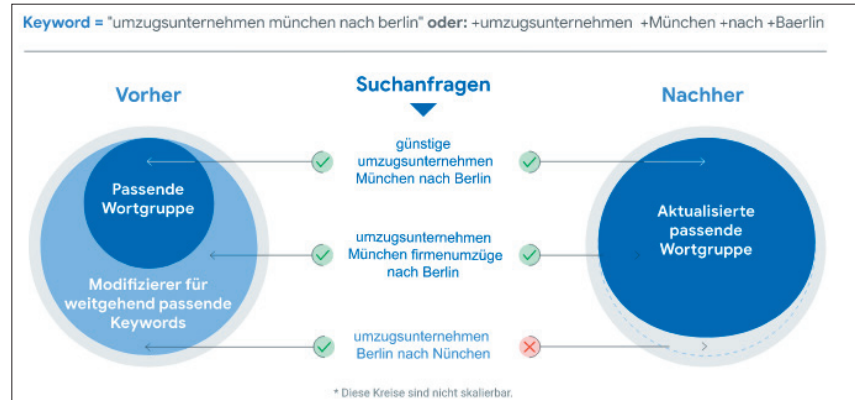 Keyword = "umzugsunternehmen münchen nach berlin" oder: +umzugsunternehmen +München +nach +Baerlin
Vorher
Suchanfragen
Nachher
günstige
umzugsunternehmen
München nach Berlin
Passende
Wortgruppe
umzugsunternehmen
München firmenumzüge
nach Berlin
Aktualisierte
passende
Wortgruppe
Modifizierer für
weitgehend passende
Keywords
umzugsunternehmen
Berlin nach Nünchen
* Diese Kreise sind nicht skalierbar.